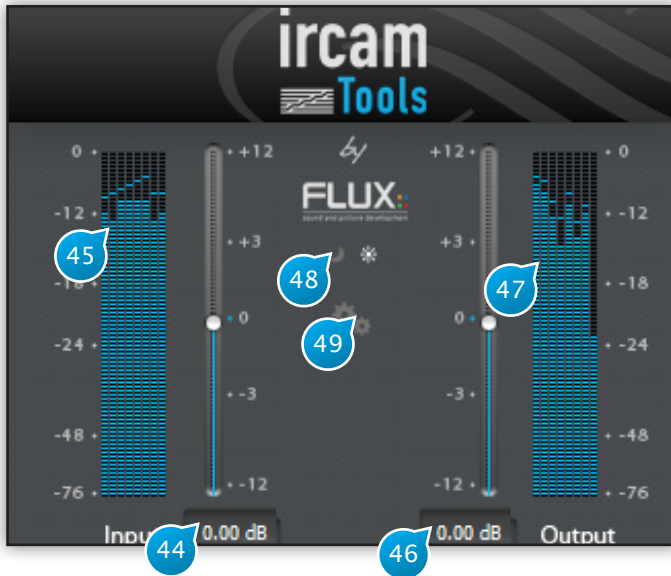 ircam
Tools
by
FLUX::
sound and picture development
0 +12 +12 0
-12 +3 +3 -12
45 48 47
-18 -18
0 0
49
-24 -24
-3 -3
-48 -48
-12 -12
-76 -76
0.00 dB 0.00 dB Output
44 46